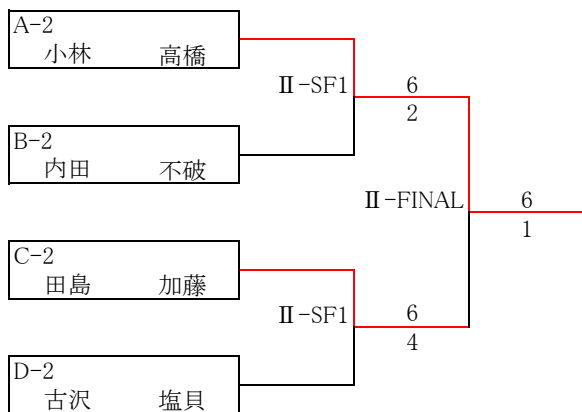 A-2
小林 高橋
Ⅱ-SF1
6
2
B-2
内田 不破
Ⅱ-FINAL
6
1
C-2
田島 加藤
Ⅱ-SF1
6
4
D-2
古沢 塩貝